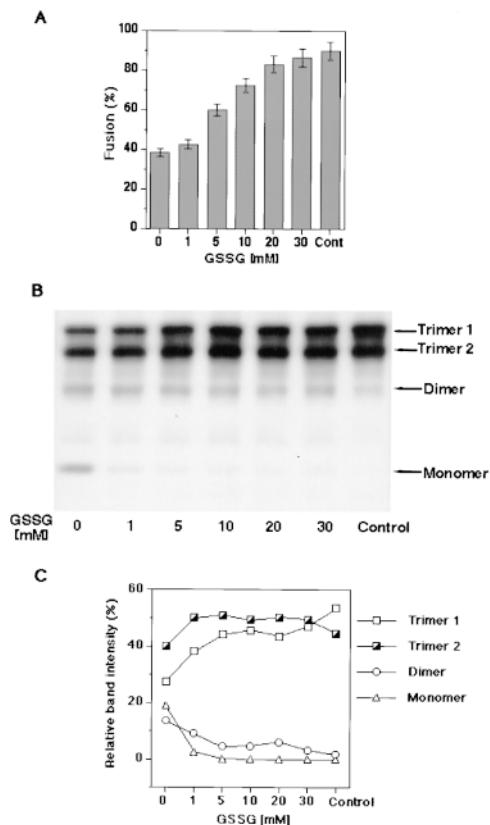 A
100
80
60
40
20
0
Fusion (%)
0 1 5 10 20 30 Cont
GSSG [mM]
B
Trimer 1
Trimer 2
Dimer
Monomer
GSSG [mM] 0 1 5 10 20 30 Control
C
60
40
20
0
Relative band intensity (%)
Trimer 1
Trimer 2
Dimer
Monomer
0 1 5 10 20 30 Control
GSSG [mM]